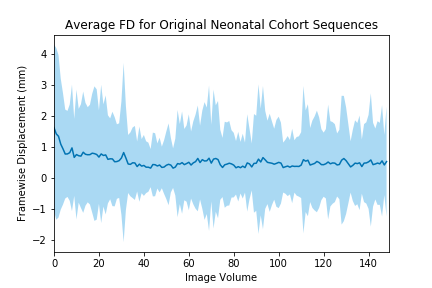 Average FD for Original Neonatal Cohort Sequences
Framewise Displacement (mm)
4
3
2
1
0
−1
−2
0 20 40 60 80 100 120 140
Image Volume